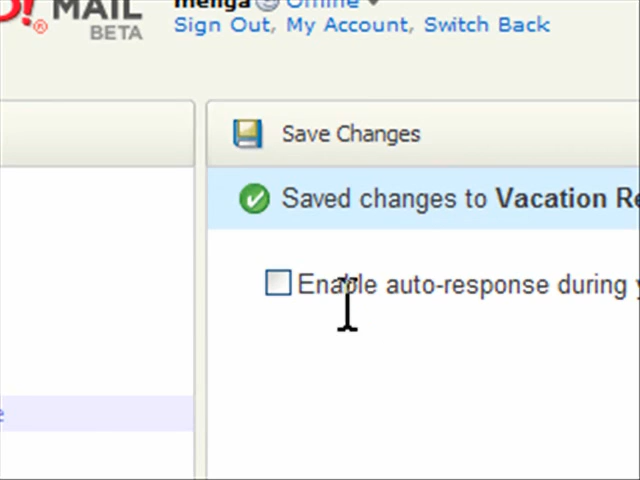 ! MAIL
menga Online
BETA
Sign Out, My Account, Switch Back
Save Changes
Saved changes to Vacation
Enable auto-response during